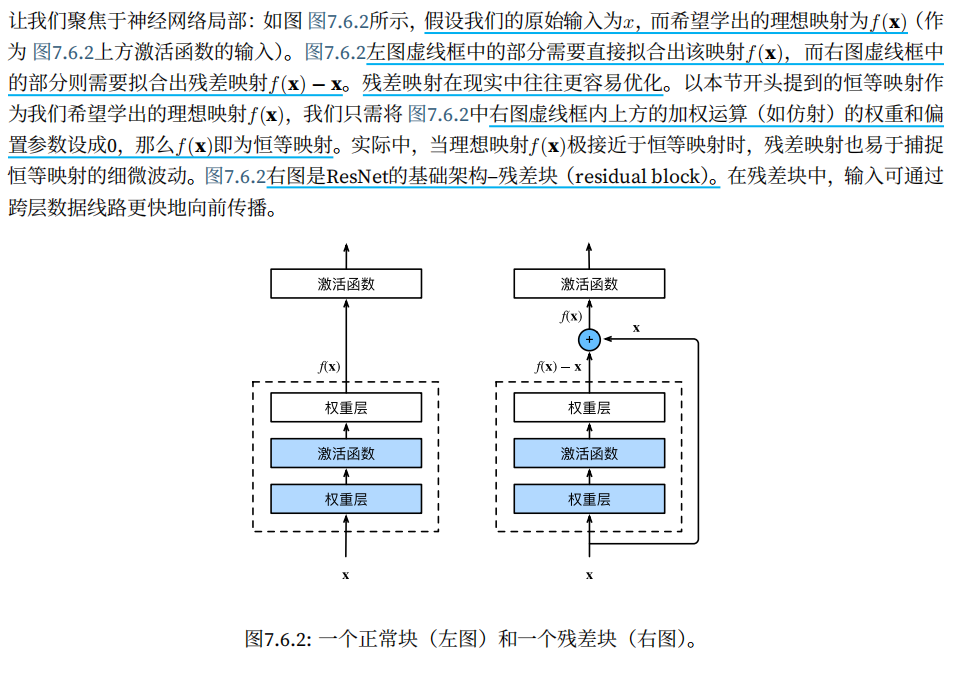 让我们聚焦于神经网络局部：如图 图7.6.2所示，假设我们的原始输入为x，而希望学出的理想映射为f(x)（作
为 图7.6.2上方激活函数的输入）。图7.6.2左图虚线框中的部分需要直接拟合出该映射f(x)，而右图虚线框中
的部分则需要拟合出残差映射f(x) − x。残差映射在现实中往往更容易优化。以本节开头提到的恒等映射作
为我们希望学出的理想映射f(x)，我们只需将 图7.6.2中右图虚线框内上方的加权运算（如仿射）的权重和偏
置参数设成0，那么f(x)即为恒等映射。实际中，当理想映射f(x)极接近于恒等映射时，残差映射也易于捕捉
恒等映射的细微波动。图7.6.2右图是ResNet的基础架构–残差块（residual block）。在残差块中，输入可通过
跨层数据线路更快地向前传播。
激活函数
f(x)
权重层
激活函数
权重层
x
激活函数
f(x)
+
x
f(x) − x
权重层
激活函数
权重层
x
图7.6.2: 一个正常块（左图）和一个残差块（右图）。